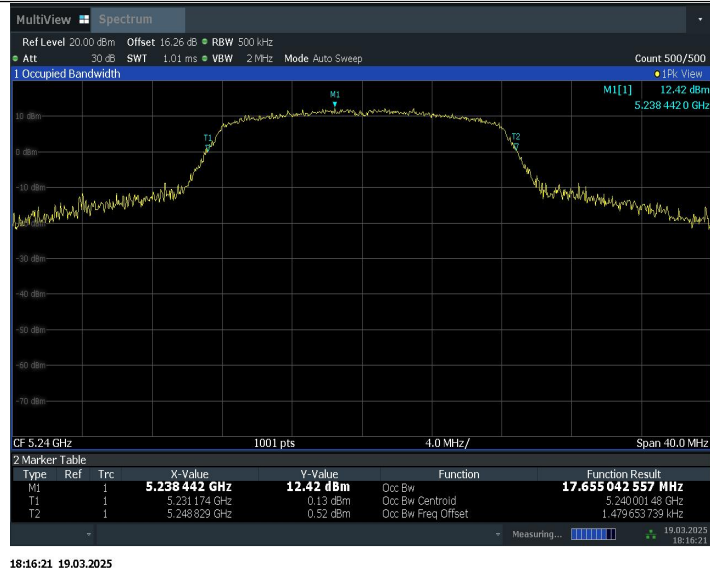 MultiView Spectrum
Ref Level 20.00 dBm Offset 16.26 dB RBW 500 kHz
Att 30 dB SWT 1.01 ms VBW 2 MHz Mode Auto Sweep Count 500/500
1 Occupied Bandwidth 1Pk View
M1[1] 12.42 dBm
5.238 442 0 GHz
M1
10 dBm
T1
T2
0 dBm
-10 dBm
-30 dBm
-40 dBm
-50 dBm
-60 dBm
-70 dBm
CF 5.24 GHz 1001 pts 4.0 MHz/ Span 40.0 MHz
2 Marker Table
Type Ref Trc X-Value Y-Value Function Function Result
M1 1 5.238 442 GHz 12.42 dBm Occ Bw 17.655 042 557 MHz
T1 1 5.231 174 GHz 0.13 dBm Occ Bw Centroid 5.240 001 48 GHz
T2 1 5.248 829 GHz 0.52 dBm Occ Bw Freq Offset 1.479 653 739 kHz
Measuring... 19.03.2025
18:16:21
18:16:21 19.03.2025